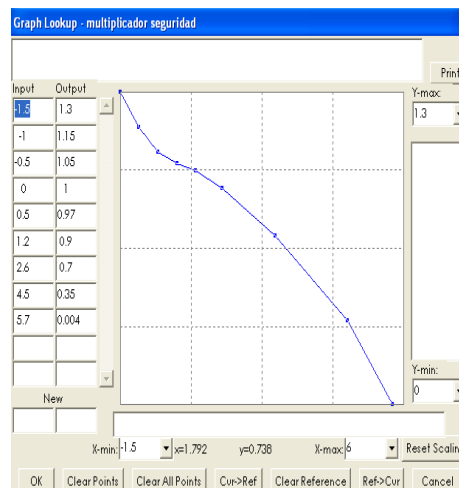 Graph Lookup - multiplicador seguridad
Print
Input Output
-1.5 1.3
-1 1.15
-0.5 1.05
0 1
0.5 0.97
1.2 0.9
2.6 0.7
4.5 0.35
5.7 0.004
New
Y-max:
1.3
Y-min:
0
X-min: -1.5 x=1.792 y=0.738 X-max: 6 Reset Scalin
OK Clear Points Clear All Points Cur->Ref Clear Reference Ref->Cur Cancel